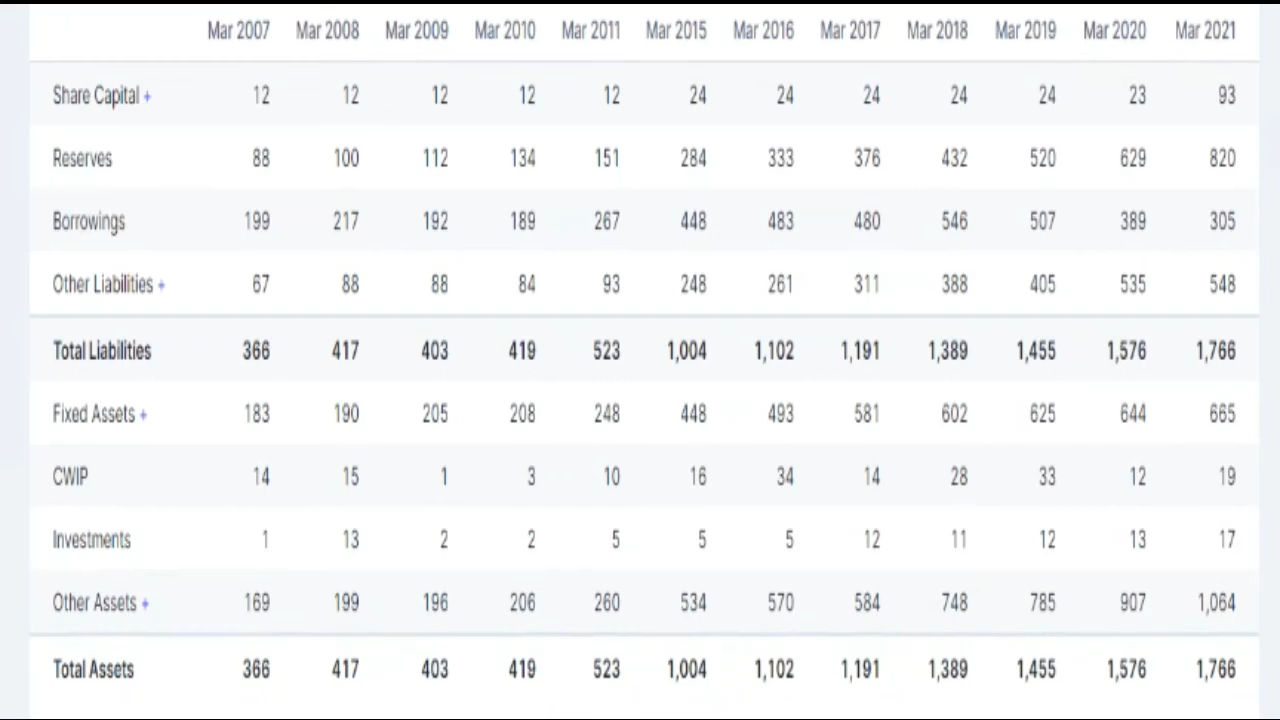 Mar 2007 Mar 2008 Mar 2009 Mar 2010 Mar 2011 Mar 2015 Mar 2016 Mar 2017 Mar 2018 Mar 2019 Mar 2020 Mar 2021
Share Capital + 12 12 12 12 12 24 24 24 24 24 23 93
Reserves 88 100 112 134 151 284 333 376 432 520 629 820
Borrowings 199 217 192 189 267 448 483 480 546 507 389 305
Other Liabilities + 67 88 88 84 93 248 261 311 388 405 535 548
Total Liabilities 366 417 403 419 523 1,004 1,102 1,191 1,389 1,455 1,576 1,766
Fixed Assets + 183 190 205 208 248 448 493 581 602 625 644 665
CWIP 14 15 1 3 10 16 34 14 28 33 12 19
Investments 1 13 2 2 5 5 5 12 11 12 13 17
Other Assets + 169 199 196 206 260 534 570 584 748 785 907 1,064
Total Assets 366 417 403 419 523 1,004 1,102 1,191 1,389 1,455 1,576 1,766